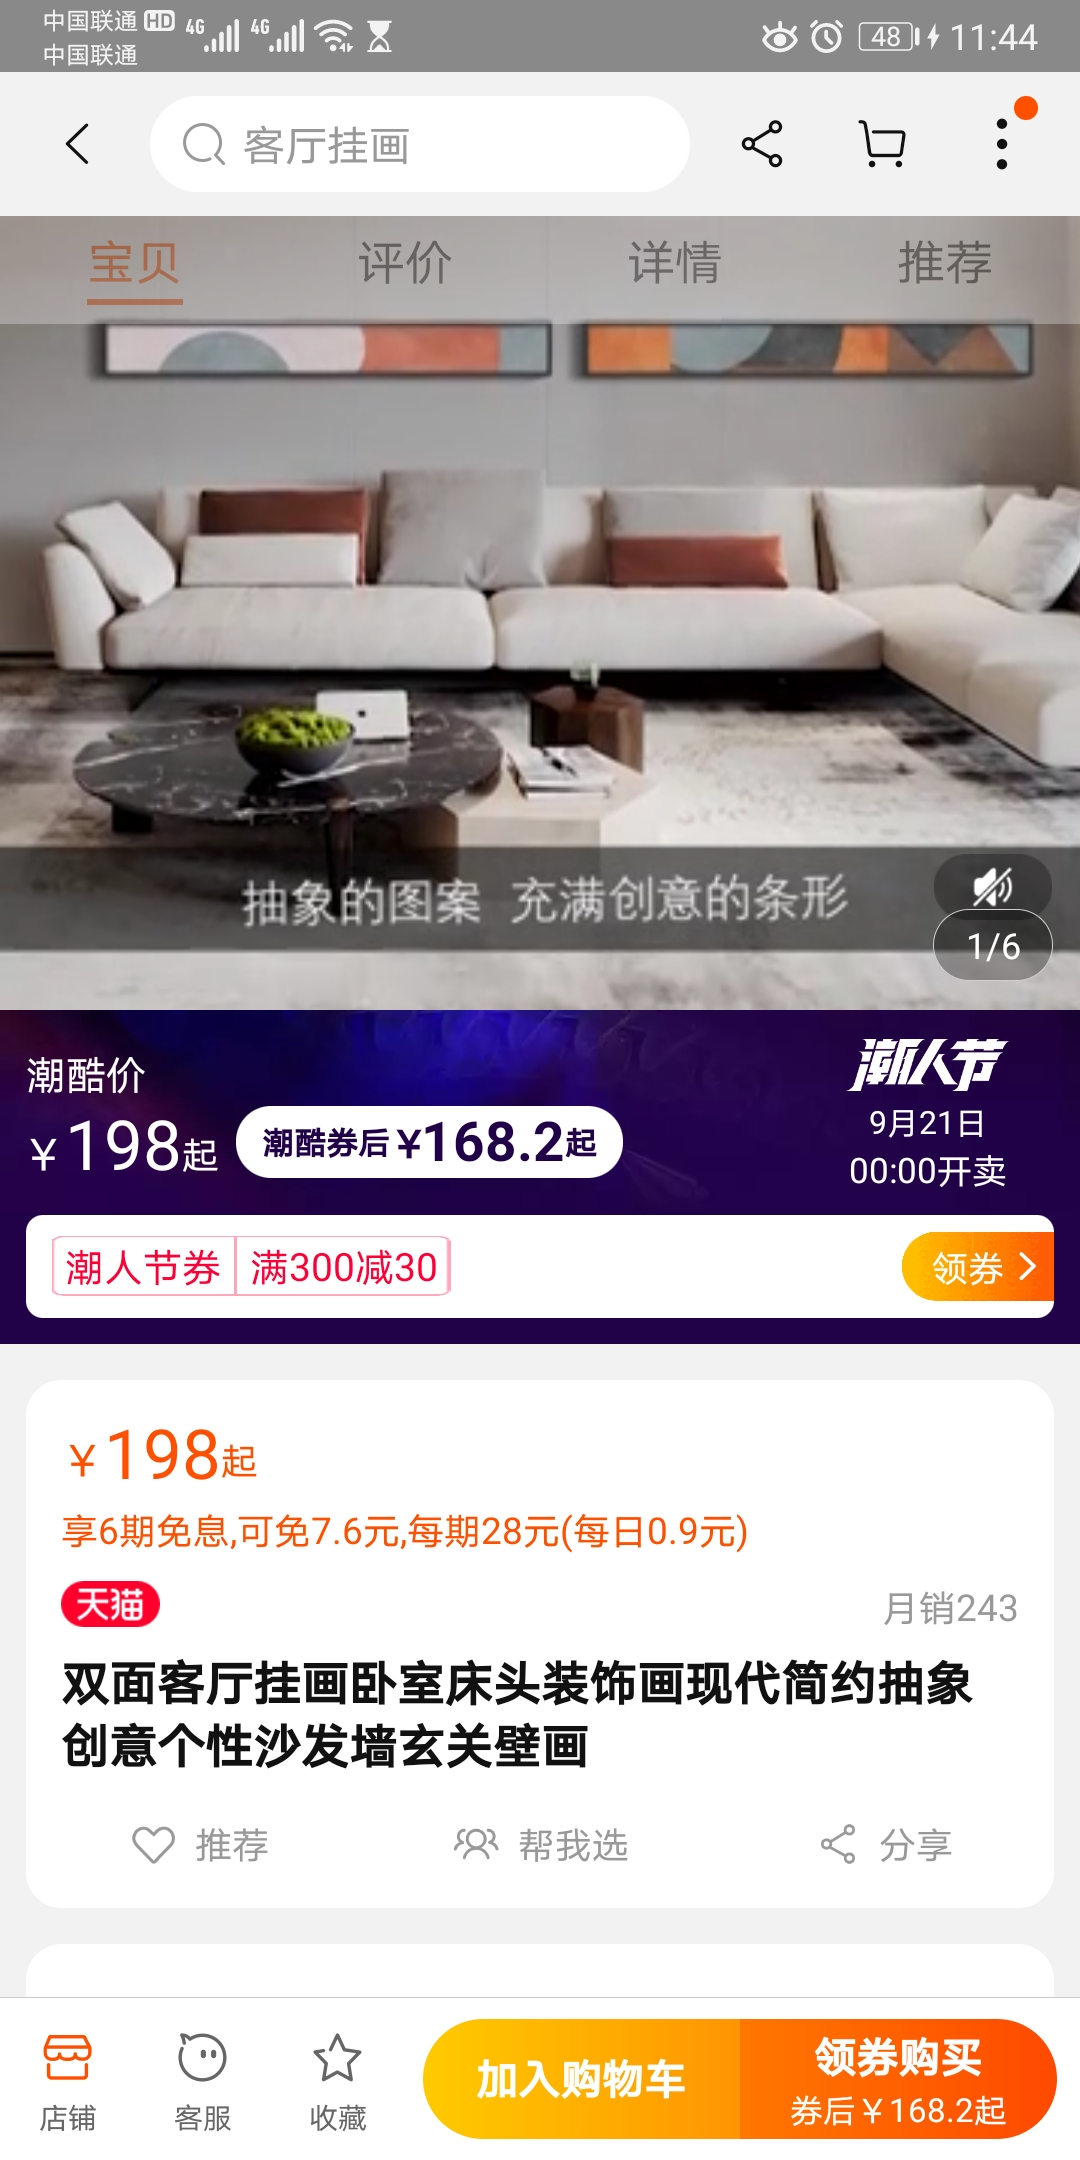 中国联通 HD 4G 4G 48 11:44
中国联通
客厅挂画
宝贝 评价 详情 推荐
抽象的图案 充满创意的条形
1/6
潮酷价
¥198起 潮酷券后¥168.2起
潮人节
9月21日
00:00开卖
潮人节券 满300减30 领券
¥198起
享6期免息,可免7.6元,每期28元(每日0.9元)
天猫 月销243
双面客厅挂画卧室床头装饰画现代简约抽象
创意个性沙发墙玄关壁画
推荐 帮我选 分享
店铺 客服 收藏 加入购物车 领券购买
券后¥168.2起